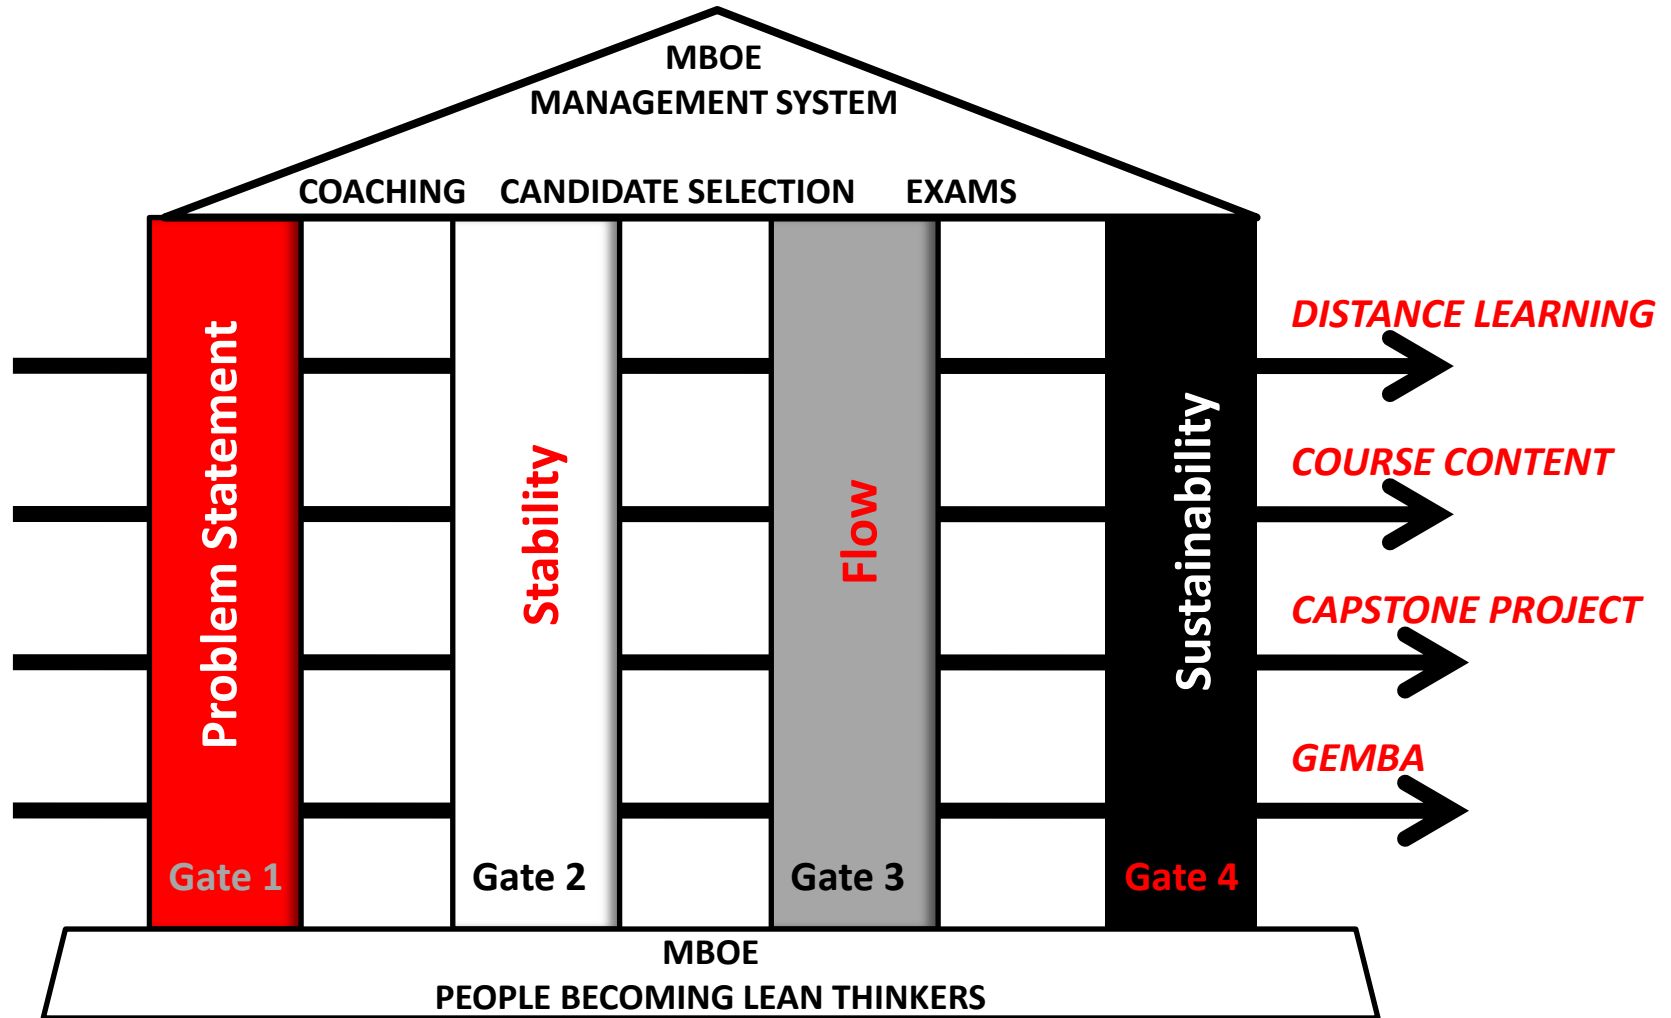 MBOE
MANAGEMENT SYSTEM
COACHING CANDIDATE SELECTION EXAMS
Problem Statement
Stability
Flow
Sustainability
DISTANCE LEARNING
COURSE CONTENT
CAPSTONE PROJECT
GEMBA
Gate 1
Gate 2
Gate 3
Gate 4
MBOE
PEOPLE BECOMING LEAN THINKERS